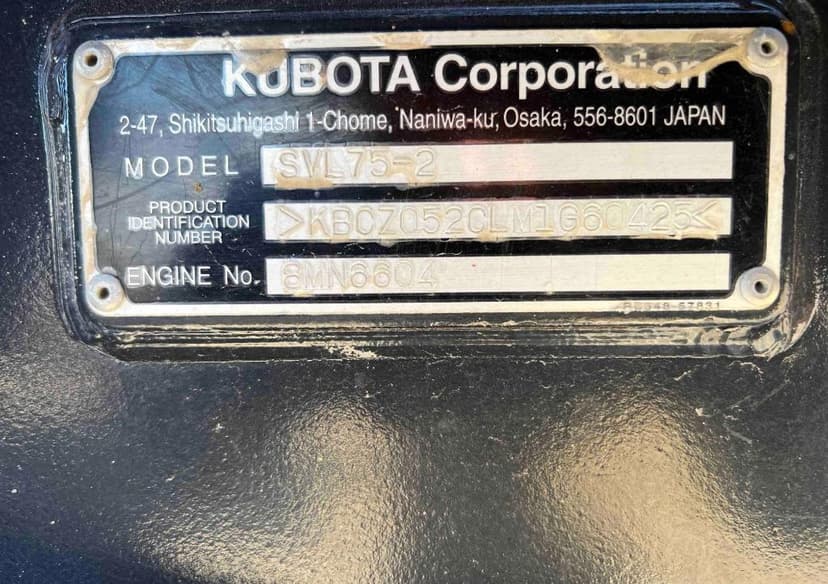 KUBOTA Corporation
2-47, Shikitsuhigashi 1-Chome, Naniwa-ku, Osaka, 556-8601 JAPAN
MODEL SVL75-2
PRODUCT IDENTIFICATION NUMBER >KBCZ052CLM1G60425<
ENGINE No. 8MN6604